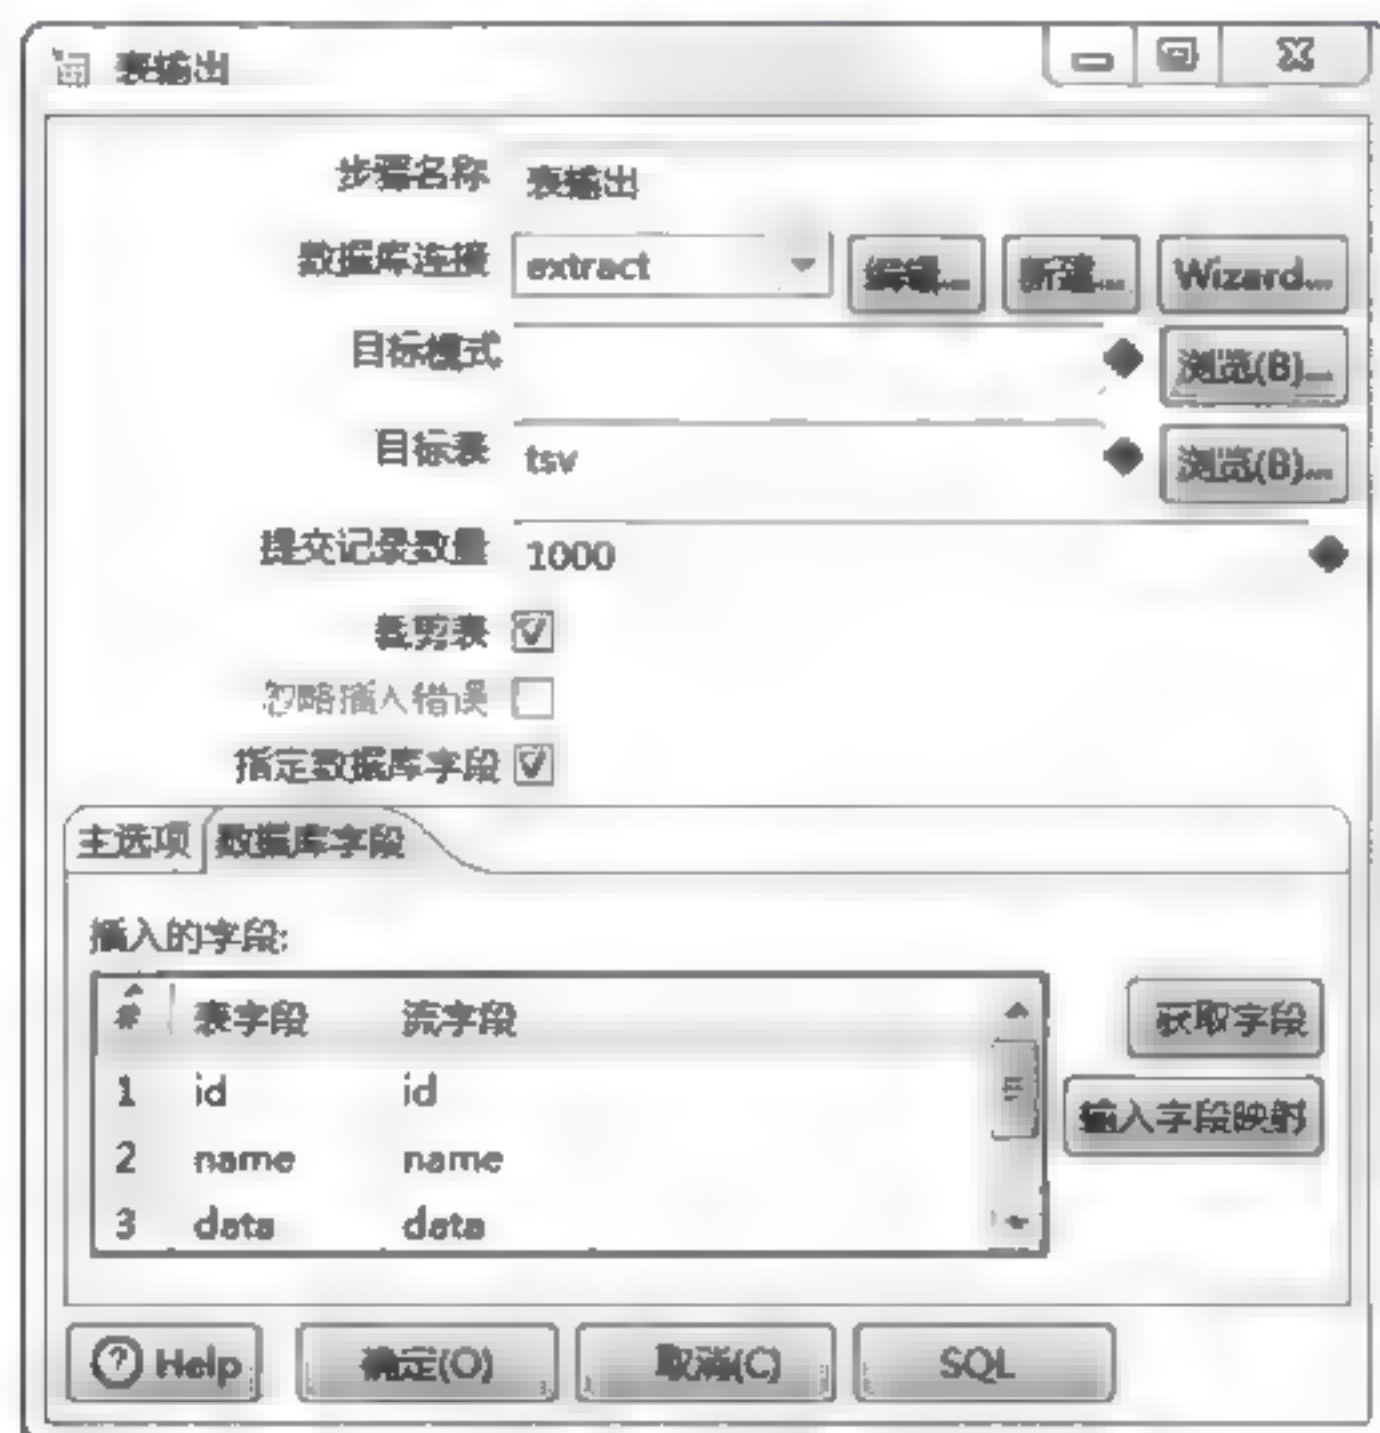 表输出
步骤名称 表输出
数据库连接 extract 编辑... 新建... Wizard...
目标模式 浏览(B)...
目标表 tsv 浏览(B)...
提交记录数量 1000
裁剪表
忽略插入错误
指定数据库字段
主选项 数据库字段
插入的字段:
# 表字段 流字段
1 id id
2 name name
3 data data
获取字段
输入字段映射
Help 确定(O) 取消(C) SQL